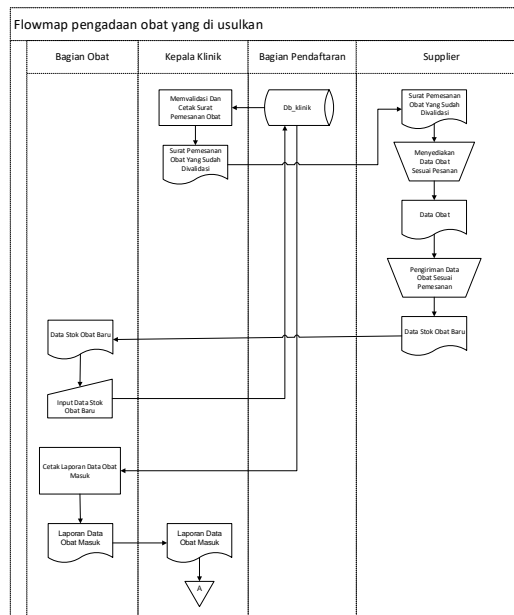 Flowmap pengadaan obat yang di usulkan
Bagian Obat
Kepala Klinik
Bagian Pendaftaran
Supplier
Memvalidasi Dan
Cetak Surat
Pemesanan Obat
Db_klinik
Surat Pemesanan
Obat Yang Sudah
Divalidasi
Surat Pemesanan
Obat Yang Sudah
Divalidasi
Menyediakan
Data Obat
Sesuai Pesanan
Data Obat
Pengiriman Data
Obat Sesuai
Pemesanan
Data Stok Obat Baru
Data Stok Obat Baru
Input Data Stok
Obat Baru
Cetak Laporan Data Obat
Masuk
Laporan Data
Obat Masuk
Laporan Data
Obat Masuk
A